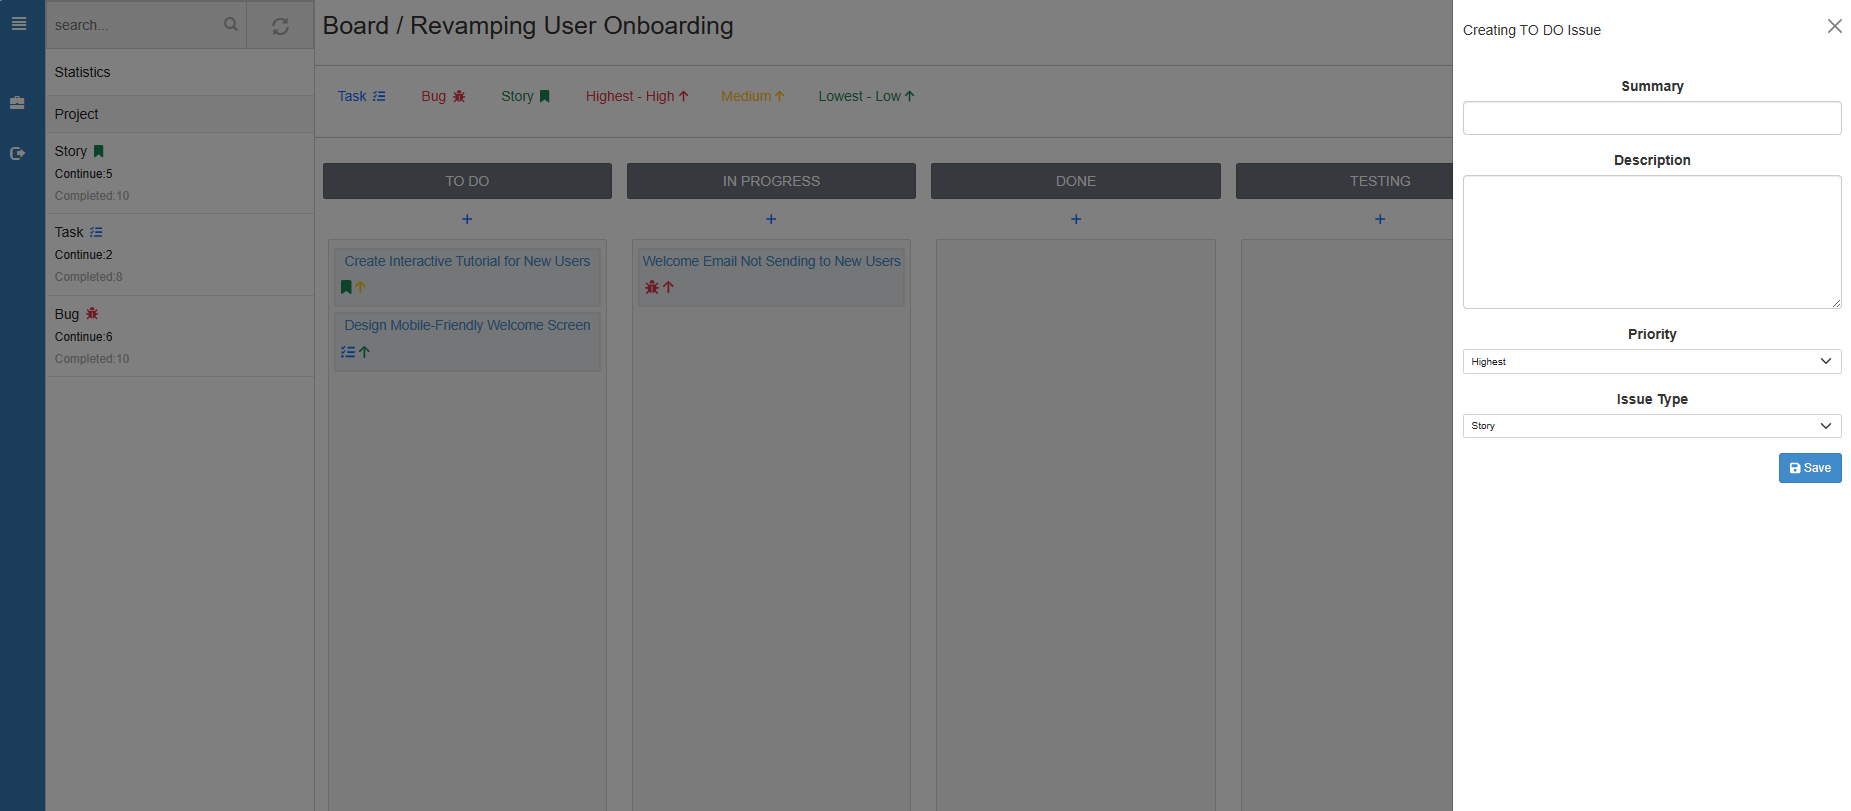 search...
Statistics
Project
Story
Continue:5
Completed:10
Task
Continue:2
Completed:8
Bug
Continue:6
Completed:10
Board / Revamping User Onboarding
Task Bug Story Highest - High Medium Lowest - Low
TO DO IN PROGRESS DONE TESTING
+ + + +
Create Interactive Tutorial for New Users
Design Mobile-Friendly Welcome Screen
Welcome Email Not Sending to New Users
Creating TO DO Issue
Summary
Description
Priority
Highest
Issue Type
Story
Save